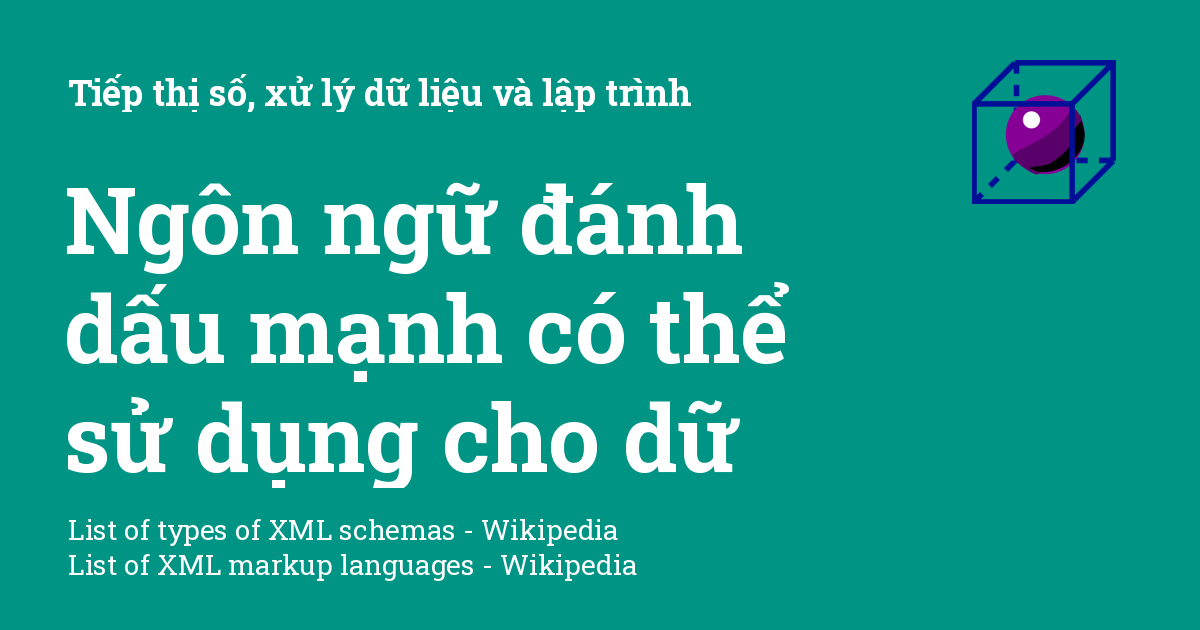 Tiếp thị số, xử lý dữ liệu và lập trình
Ngôn ngữ đánh
dấu mạnh có thể
sử dụng cho dữ
List of types of XML schemas - Wikipedia
List of XML markup languages - Wikipedia